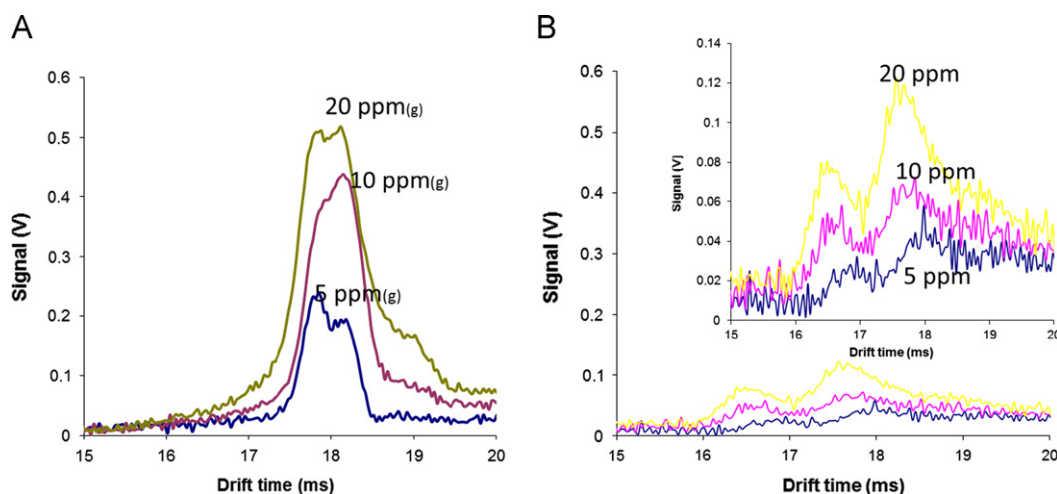 A
0.6
0.5
0.4
0.3
0.2
0.1
0
Signal (V)
20 ppm(g)
10 ppm(g)
5 ppm(g)
15
16
17
18
19
20
Drift time (ms)
B
0.6
0.5
0.4
0.3
0.2
0.1
0
Signal (V)
15
16
17
18
19
20
Drift time (ms)
0.14
0.12
0.1
0.08
0.06
0.04
0.02
0
Signal (V)
20 ppm
10 ppm
5 ppm
15
16
17
18
19
20
Drift time (ms)